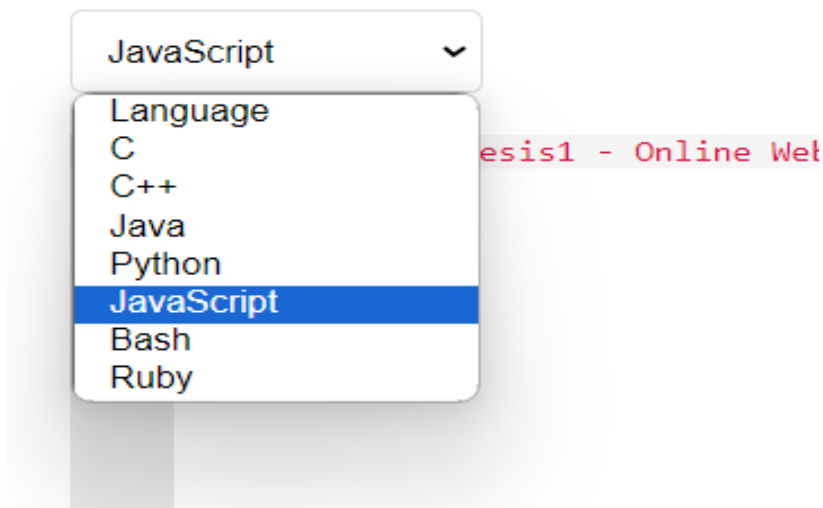 JavaScript
Language
C
esis1 - Online Web
C++
Java
Python
JavaScript
Bash
Ruby